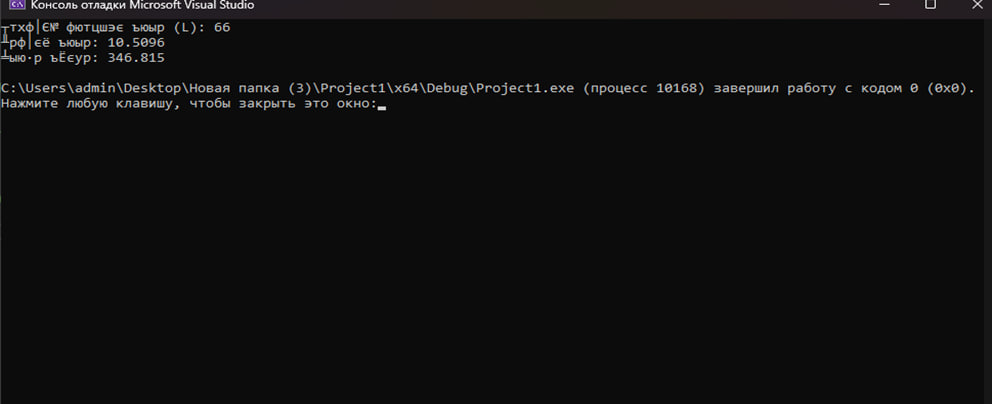 Консоль отладки Microsoft Visual Studio
┬тхф│Є№ фютцшэє ъюыр (L): 66
╨рф│єё ъюыр: 10.5096
╧ыю∙р ъЁєур: 346.815
C:\Users\admin\Desktop\Новая папка (3)\Project1\x64\Debug\Project1.exe (процесс 10168) завершил работу с кодом 0 (0x0).
Нажмите любую клавишу, чтобы закрыть это окно: